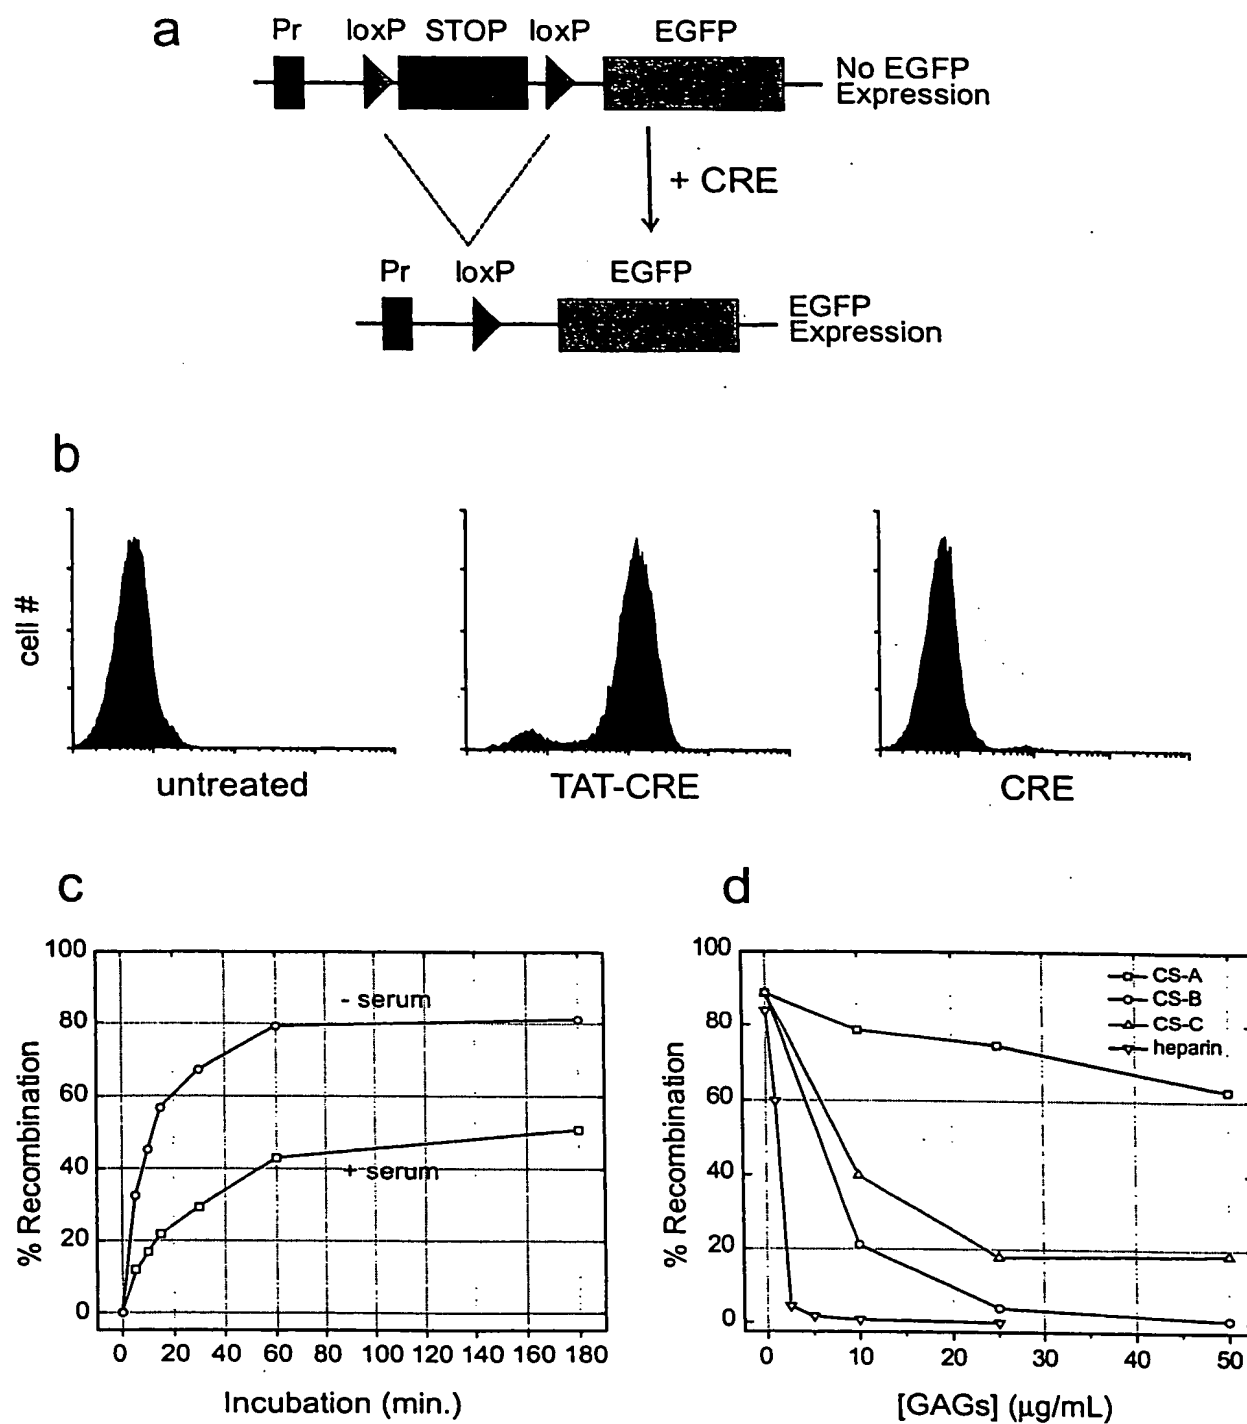 a
Pr loxP STOP loxP EGFP
No EGFP
Expression
+ CRE
Pr loxP EGFP
EGFP
Expression
b
cell #
untreated TAT-CRE CRE
c
100
80
60
40
20
0
% Recombination
- serum
+ serum
0 20 40 60 80 100 120 140 160 180
Incubation (min.)
d
100
80
60
40
20
0
% Recombination
CS-A
CS-B
CS-C
heparin
0 10 20 30 40 50
[GAGs] (µg/mL)